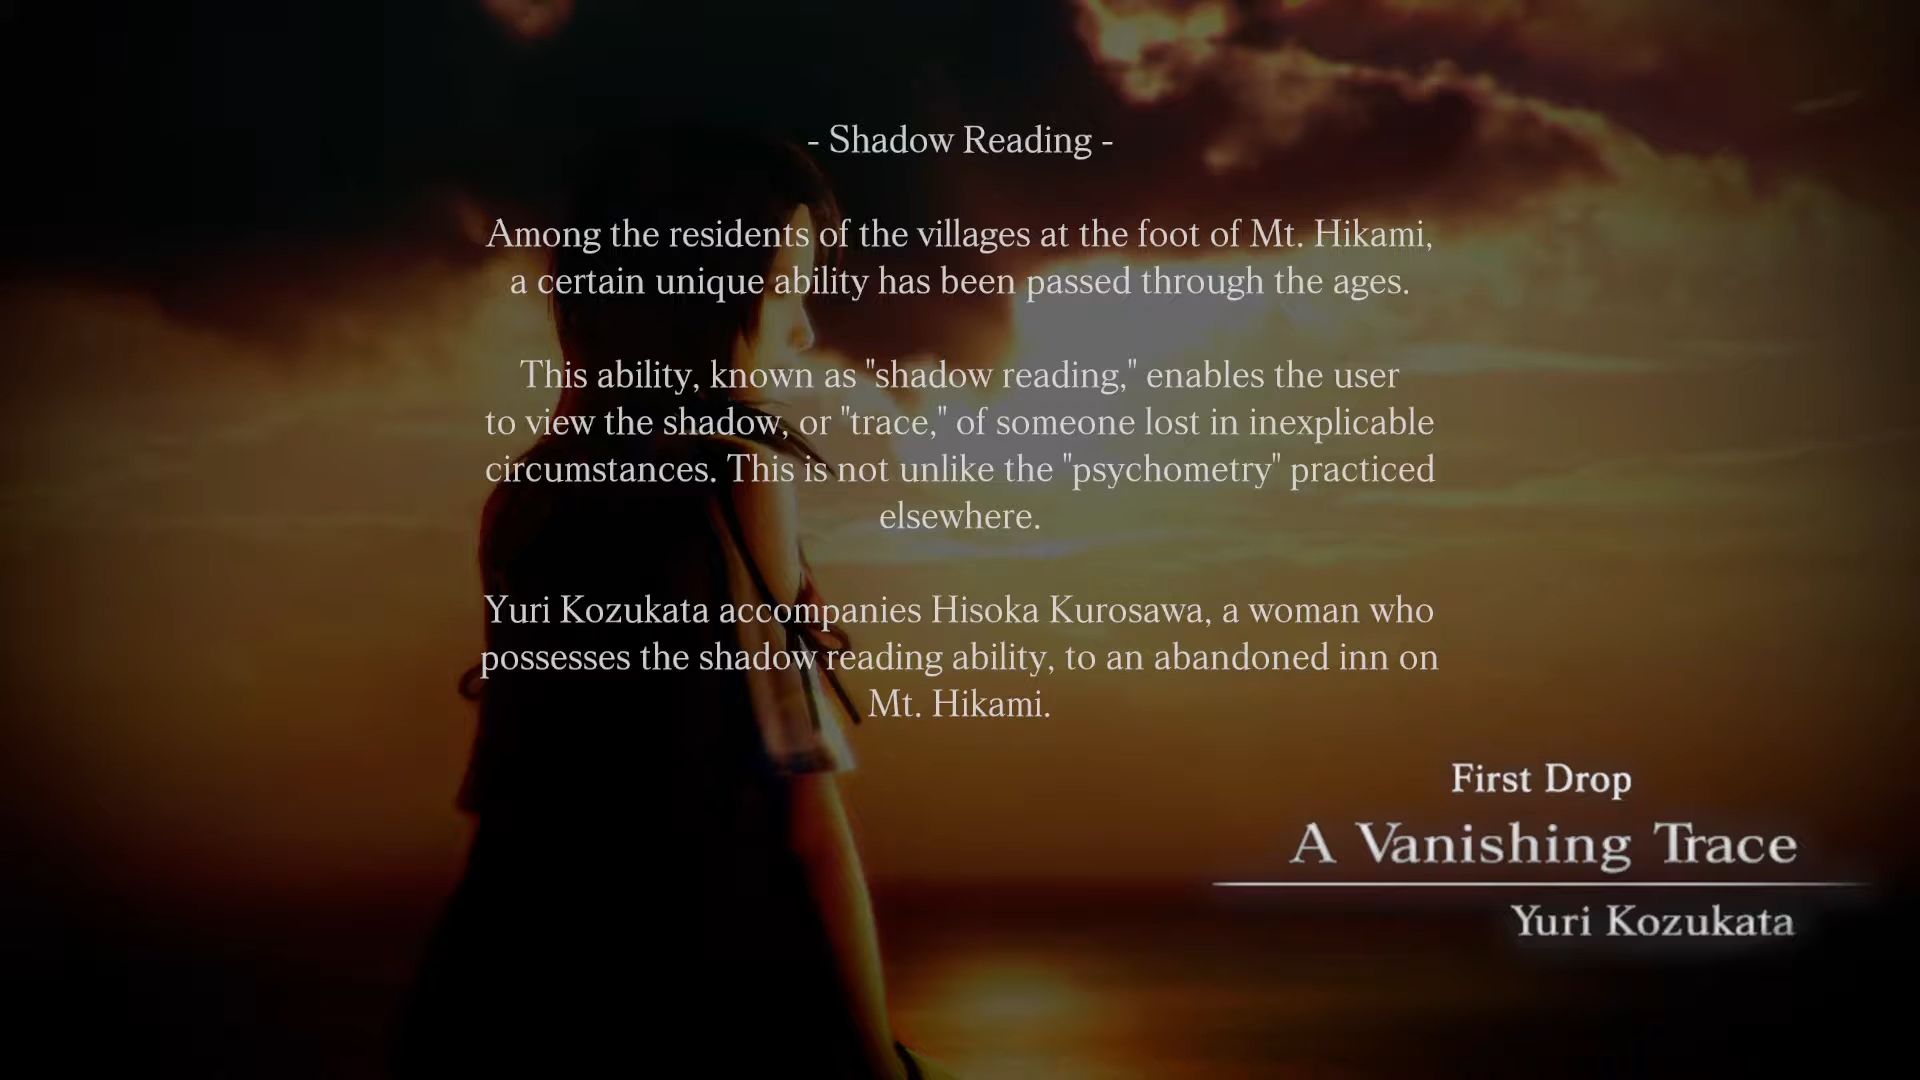 - Shadow Reading -
Among the residents of the villages at the foot of Mt. Hikami,
a certain unique ability has been passed through the ages.
This ability, known as "shadow reading," enables the user
to view the shadow, or "trace," of someone lost in inexplicable
circumstances. This is not unlike the "psychometry" practiced
elsewhere.
Yuri Kozukata accompanies Hisoka Kurosawa, a woman who
possesses the shadow reading ability, to an abandoned inn on
Mt. Hikami.
First Drop
A Vanishing Trace
Yuri Kozukata